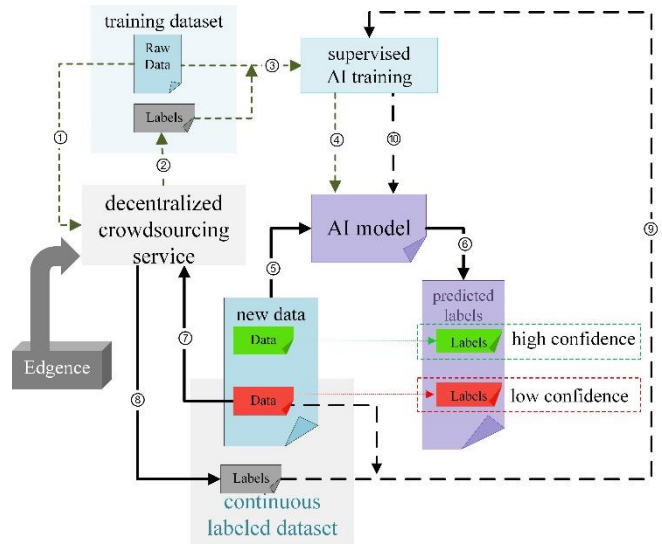 training dataset
Raw
Data
Labels
supervised
AI training
①
②
③
④
⑩
decentralized
crowdsourcing
service
AI model
⑤
⑥
⑨
new data
predicted
labels
⑦
Data
Labels
high confidence
Edgence
⑧
Data
Labels
low confidence
Labels
continuous
labeled dataset